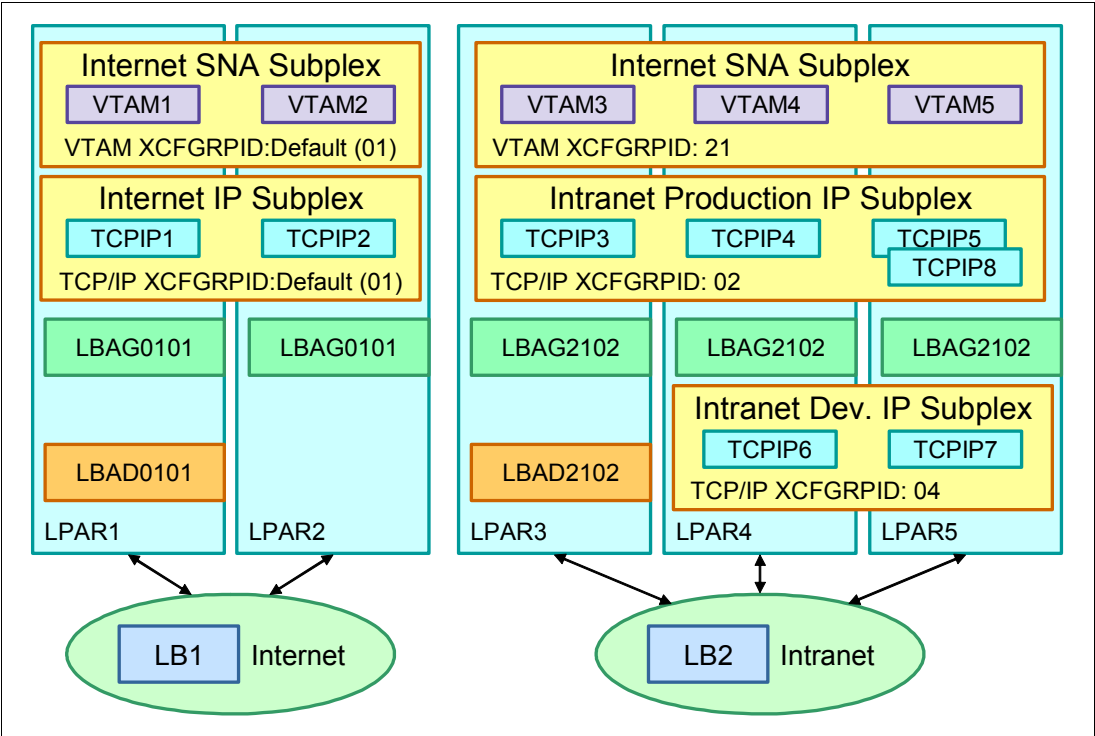 Internet SNA Subplex
VTAM1
VTAM2
VTAM XCFGRPID:Default (01)
Internet IP Subplex
TCPIP1
TCPIP2
TCP/IP XCFGRPID:Default (01)
LBAG0101
LBAG0101
LBAD0101
LPAR1
LPAR2
Internet SNA Subplex
VTAM3
VTAM4
VTAM5
VTAM XCFGRPID: 21
Intranet Production IP Subplex
TCPIP3
TCPIP4
TCPIP5
TCPIP8
TCP/IP XCFGRPID: 02
LBAG2102
LBAG2102
LBAG2102
Intranet Dev. IP Subplex
TCPIP6
TCPIP7
TCP/IP XCFGRPID: 04
LBAD2102
LPAR3
LPAR4
LPAR5
LB1
Internet
LB2
Intranet